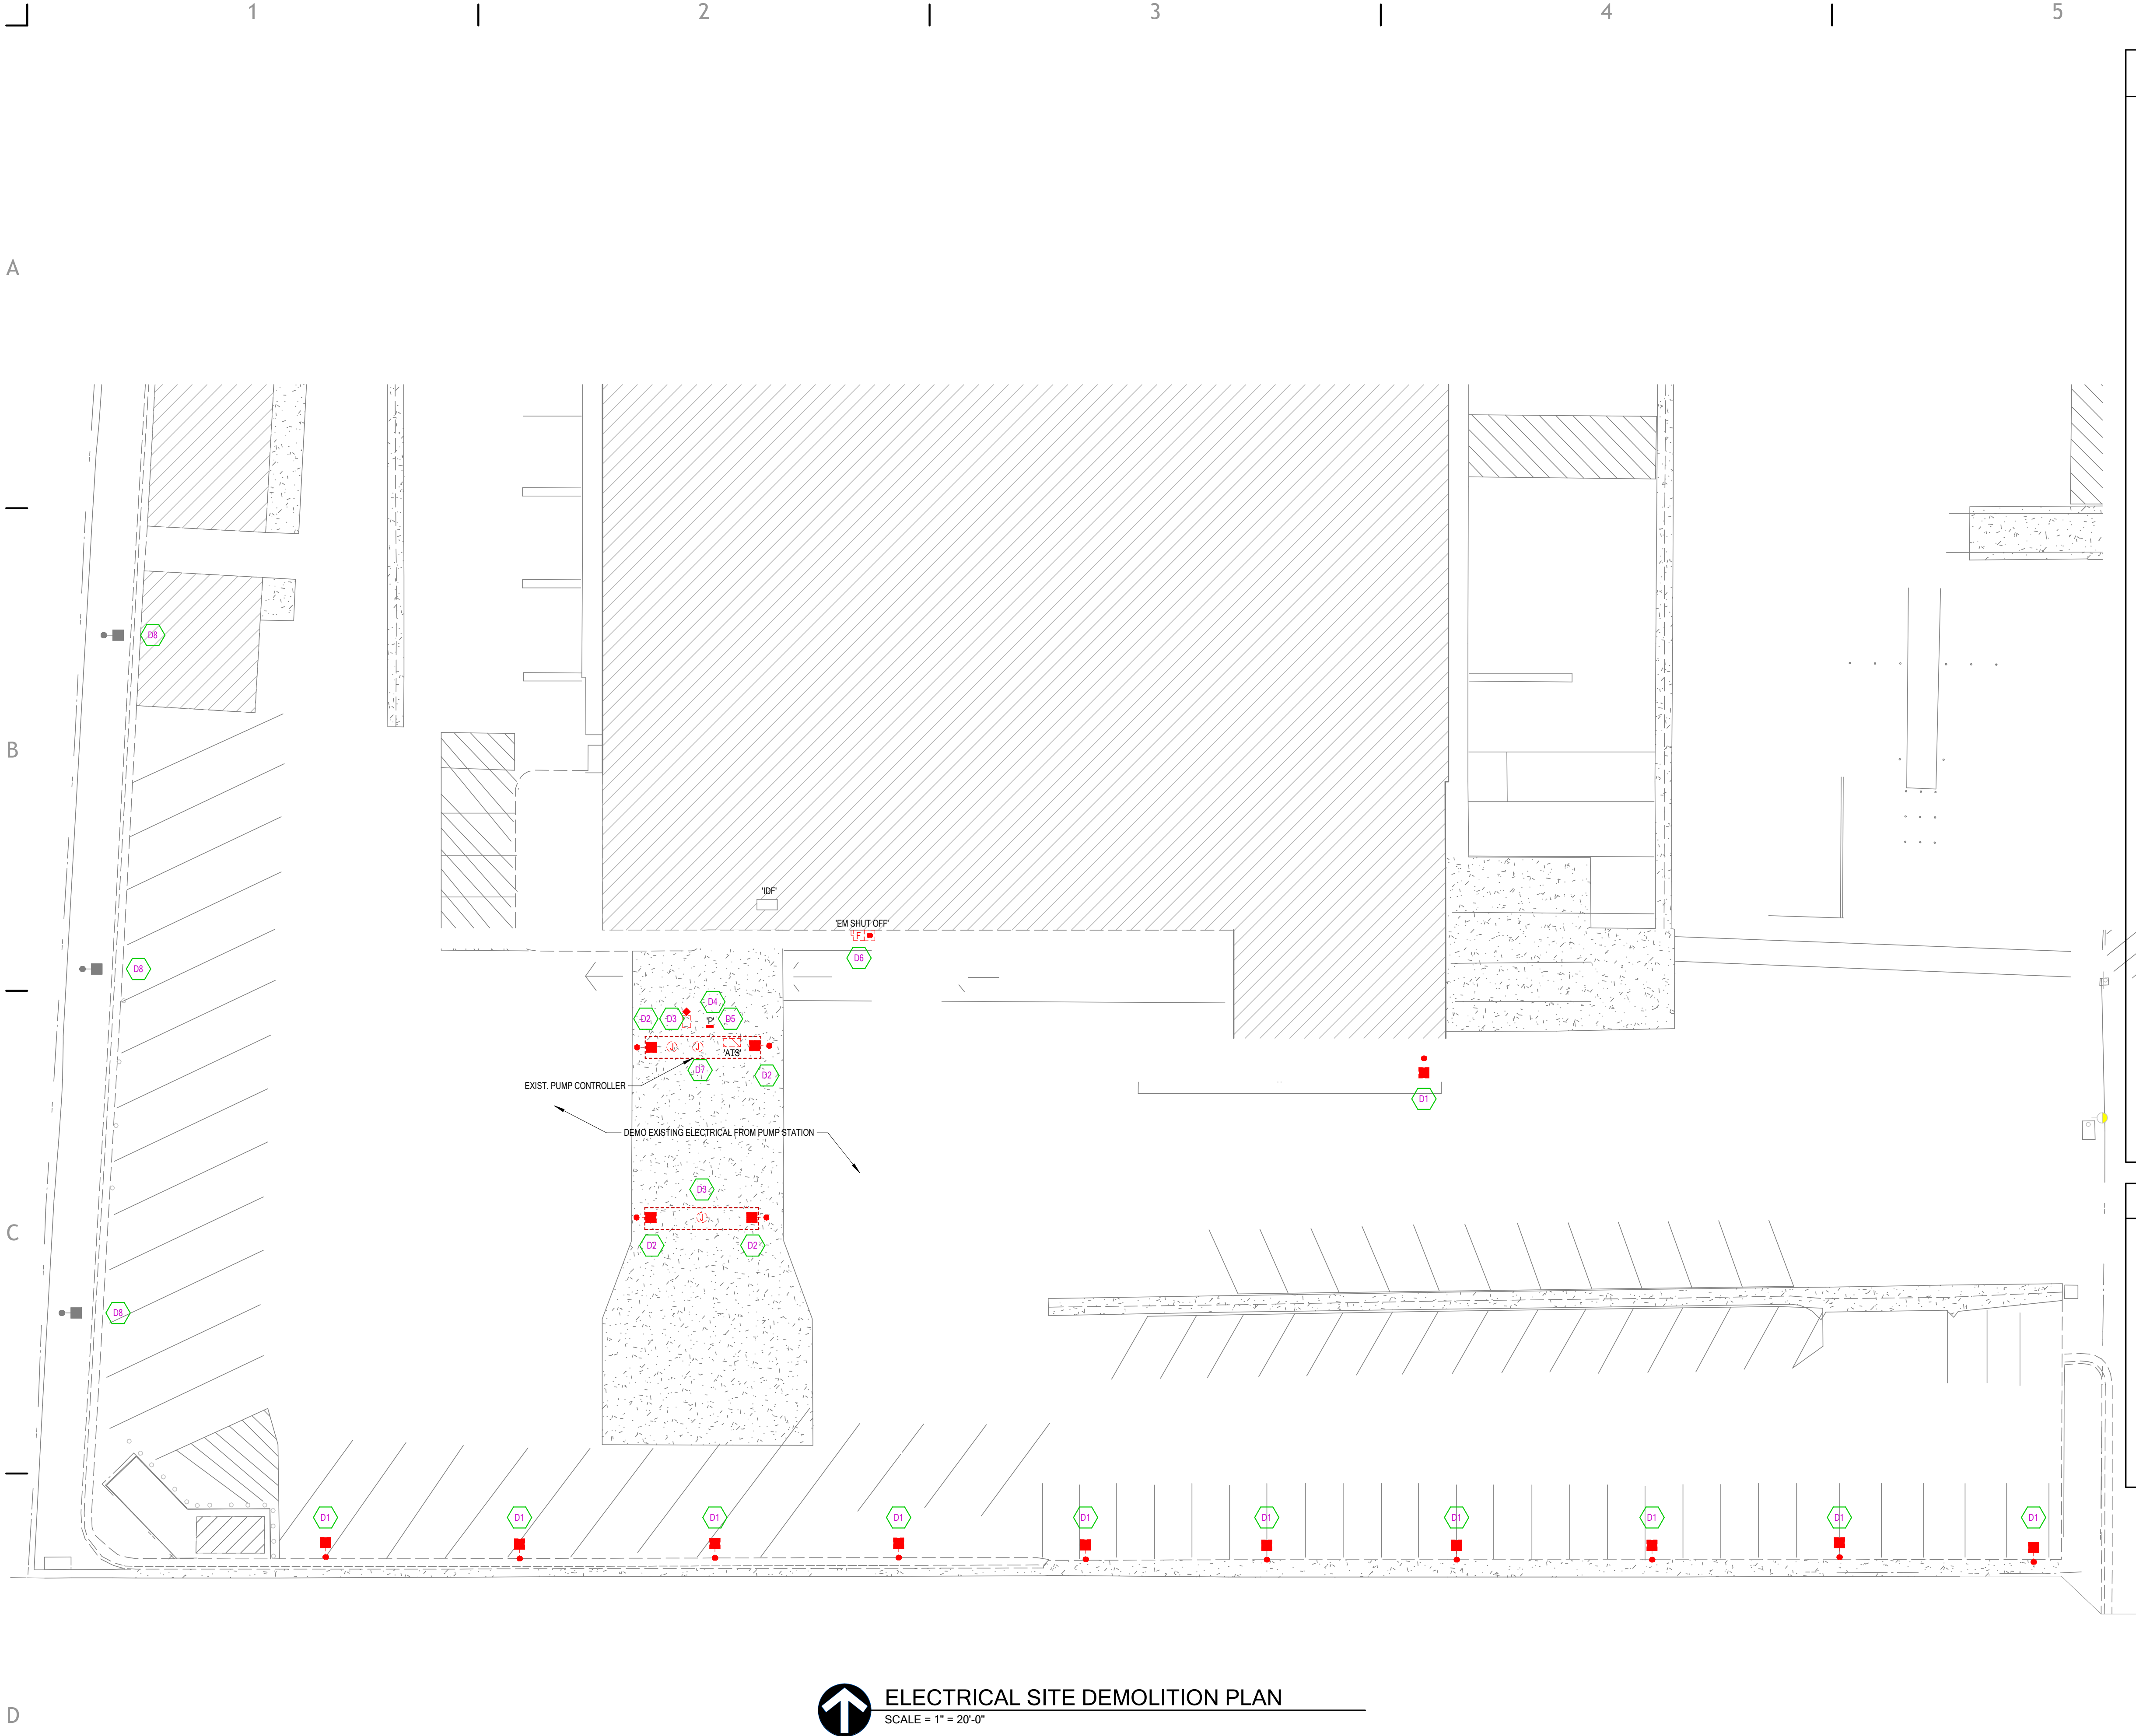 1 2 3 4 5
A
D8
B
'IDF'
'EM SHUT OFF'
F
D6
D8
D4
D2 D3 'P' D5
J J 'ATS'
D7 D2
EXIST. PUMP CONTROLLER
D1
DEMO EXISTING ELECTRICAL FROM PUMP STATION
D3
J
C
D2 D2
D8
D1 D1 D1 D1 D1 D1 D1 D1 D1 D1
ELECTRICAL SITE DEMOLITION PLAN
D
SCALE = 1" = 20'-0"